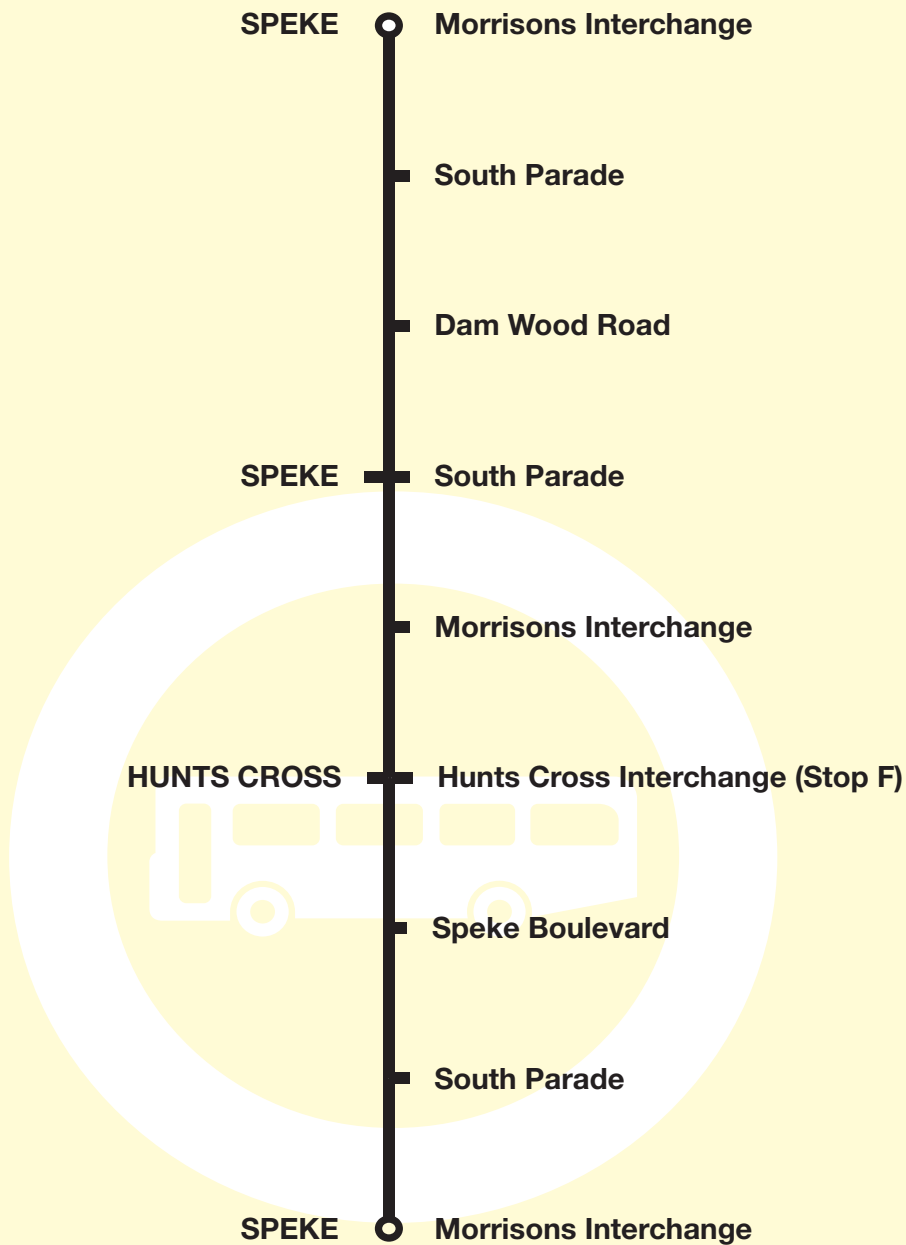 SPEKE Morrisons Interchange
South Parade
Dam Wood Road
SPEKE South Parade
Morrisons Interchange
HUNTS CROSS Hunts Cross Interchange (Stop F)
Speke Boulevard
South Parade
SPEKE Morrisons Interchange